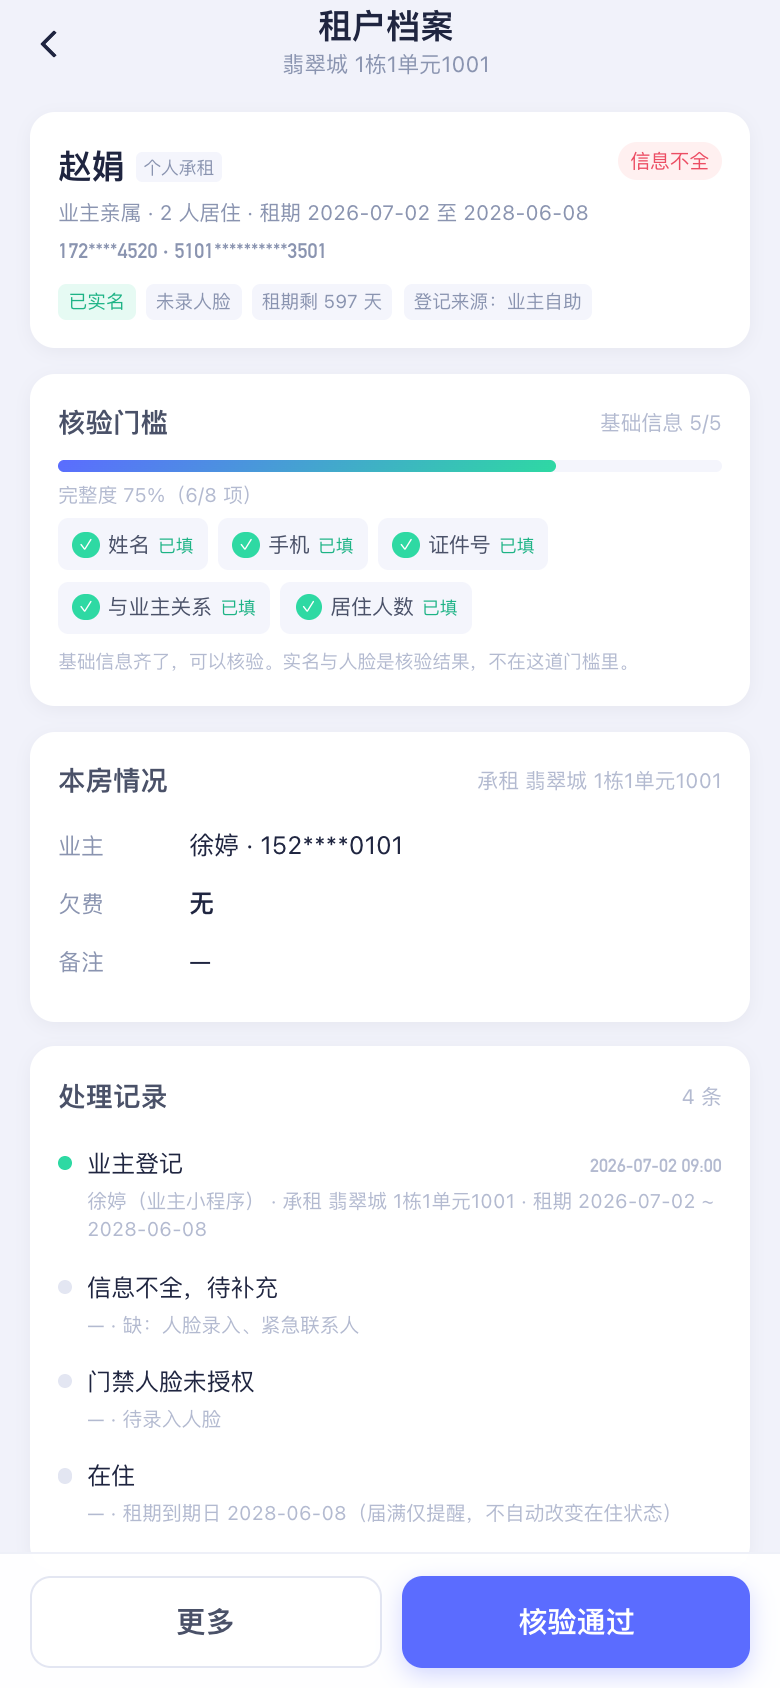 租户档案
翡翠城 1栋1单元1001
赵娟 个人承租 信息不全
业主亲属 · 2 人居住 · 租期 2026-07-02 至 2028-06-08
172****4520 · 5101**********3501
已实名 未录人脸 租期剩 597 天 登记来源：业主自助
核验门槛 基础信息 5/5
完整度 75%（6/8 项）
姓名 已填 手机 已填 证件号 已填
与业主关系 已填 居住人数 已填
基础信息齐了，可以核验。实名与人脸是核验结果，不在这道门槛里。
本房情况 承租 翡翠城 1栋1单元1001
业主 徐婷 · 152****0101
欠费 无
备注 —
处理记录 4 条
业主登记 2026-07-02 09:00
徐婷（业主小程序） · 承租 翡翠城 1栋1单元1001 · 租期 2026-07-02 ~
2028-06-08
信息不全，待补充
— · 缺：人脸录入、紧急联系人
门禁人脸未授权
— · 待录入人脸
在住
— · 租期到期日 2028-06-08（届满仅提醒，不自动改变在住状态）
更多 核验通过